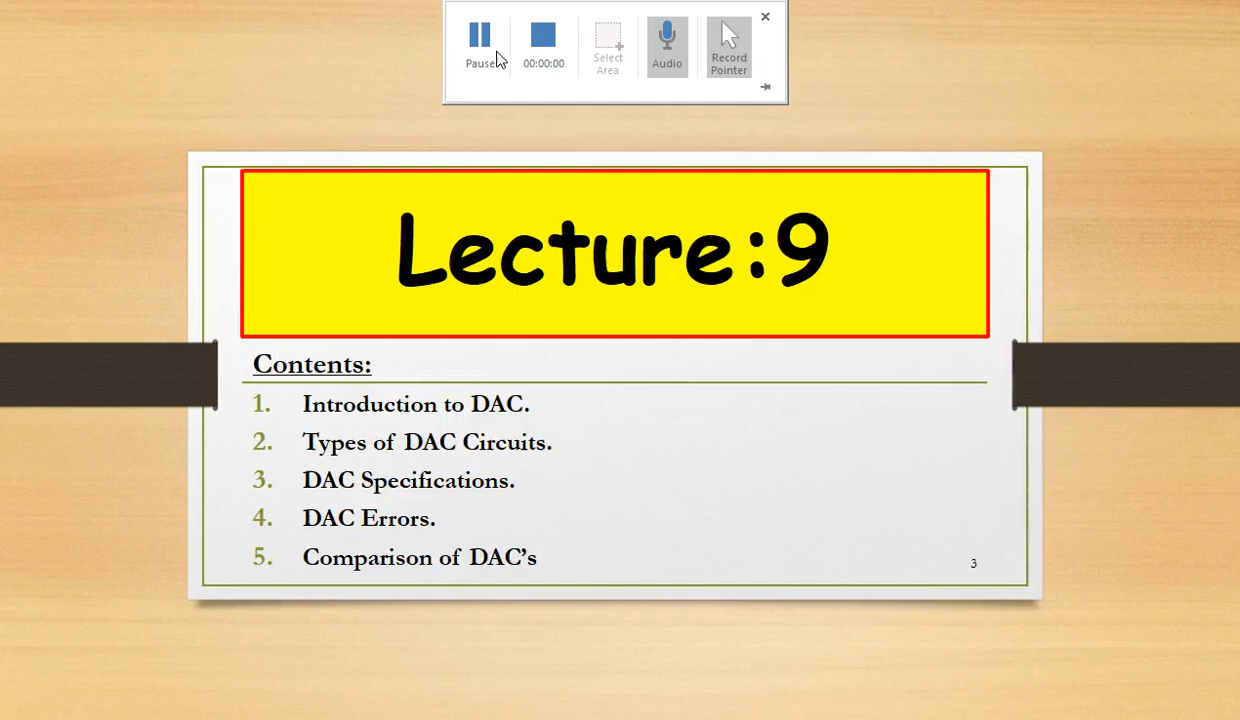 Pause
00:00:00
Select
Area
Audio
Record
Pointer
Lecture:9
Contents:
1. Introduction to DAC.
2. Types of DAC Circuits.
3. DAC Specifications.
4. DAC Errors.
5. Comparison of DAC’s
3